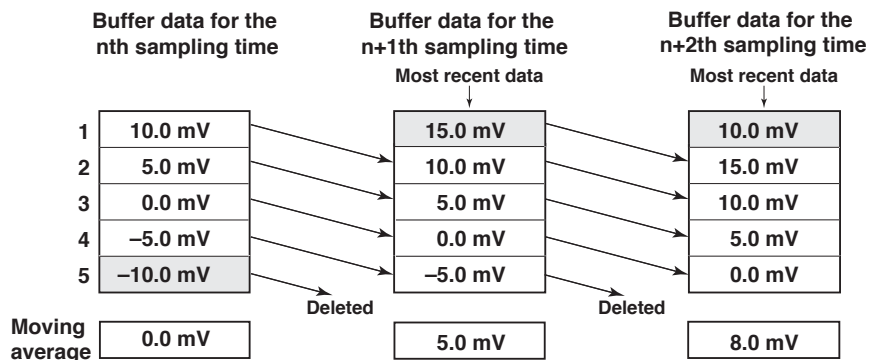 Buffer data for the
nth sampling time
Buffer data for the
n+1th sampling time
Buffer data for the
n+2th sampling time
Most recent data
Most recent data
1 10.0 mV 15.0 mV 10.0 mV
2 5.0 mV 10.0 mV 15.0 mV
3 0.0 mV 5.0 mV 10.0 mV
4 –5.0 mV 0.0 mV 5.0 mV
5 –10.0 mV –5.0 mV 0.0 mV
Deleted
Deleted
Moving
average
0.0 mV 5.0 mV 8.0 mV